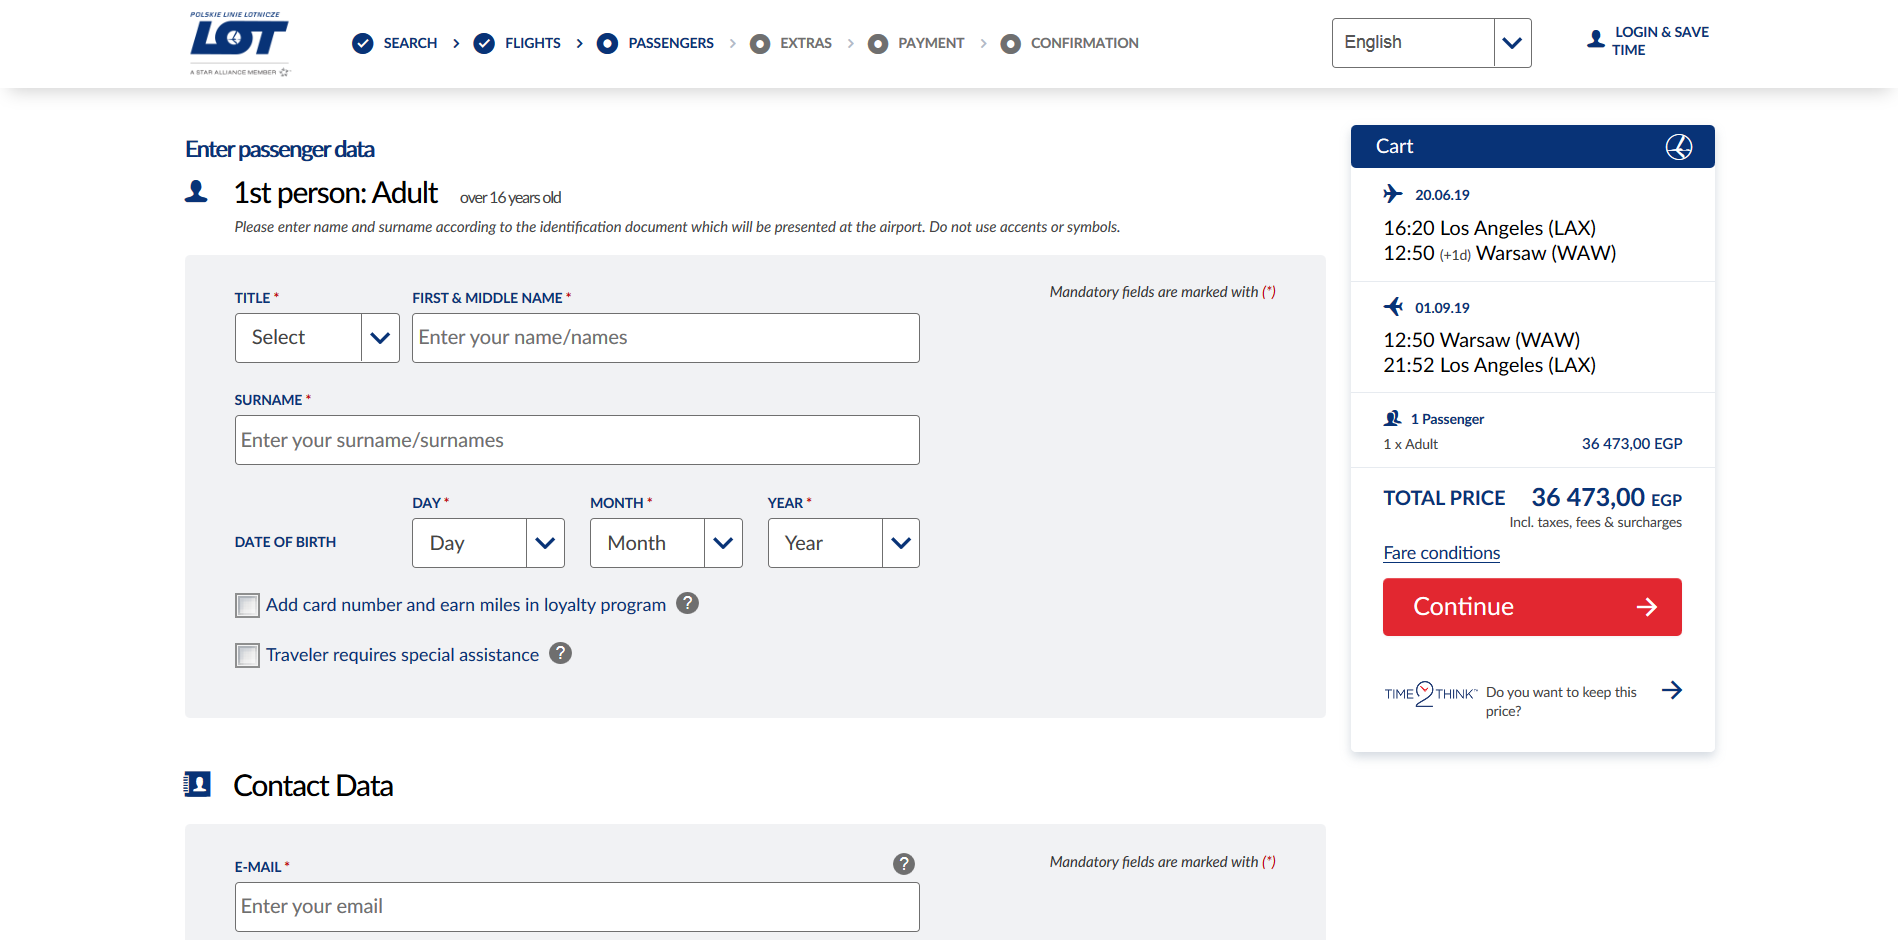 POLSKIE LINIE LOTNICZE
LOT
A STAR ALLIANCE MEMBER
SEARCH
FLIGHTS
PASSENGERS
EXTRAS
PAYMENT
CONFIRMATION
English
LOGIN & SAVE
TIME
Enter passenger data
1st person: Adult over 16 years old
Please enter name and surname according to the identification document which will be presented at the airport. Do not use accents or symbols.
Mandatory fields are marked with (*)
TITLE * FIRST & MIDDLE NAME *
Select Enter your name/names
SURNAME *
Enter your surname/surnames
DAY * MONTH * YEAR *
DATE OF BIRTH Day Month Year
Add card number and earn miles in loyalty program ?
Traveler requires special assistance ?
Contact Data
E-MAIL * ? Mandatory fields are marked with (*)
Enter your email
Cart
20.06.19
16:20 Los Angeles (LAX)
12:50 (+1d) Warsaw (WAW)
01.09.19
12:50 Warsaw (WAW)
21:52 Los Angeles (LAX)
1 Passenger
1 x Adult 36 473,00 EGP
TOTAL PRICE 36 473,00 EGP
Incl. taxes, fees & surcharges
Fare conditions
Continue
TIME2THINK™ Do you want to keep this
price?